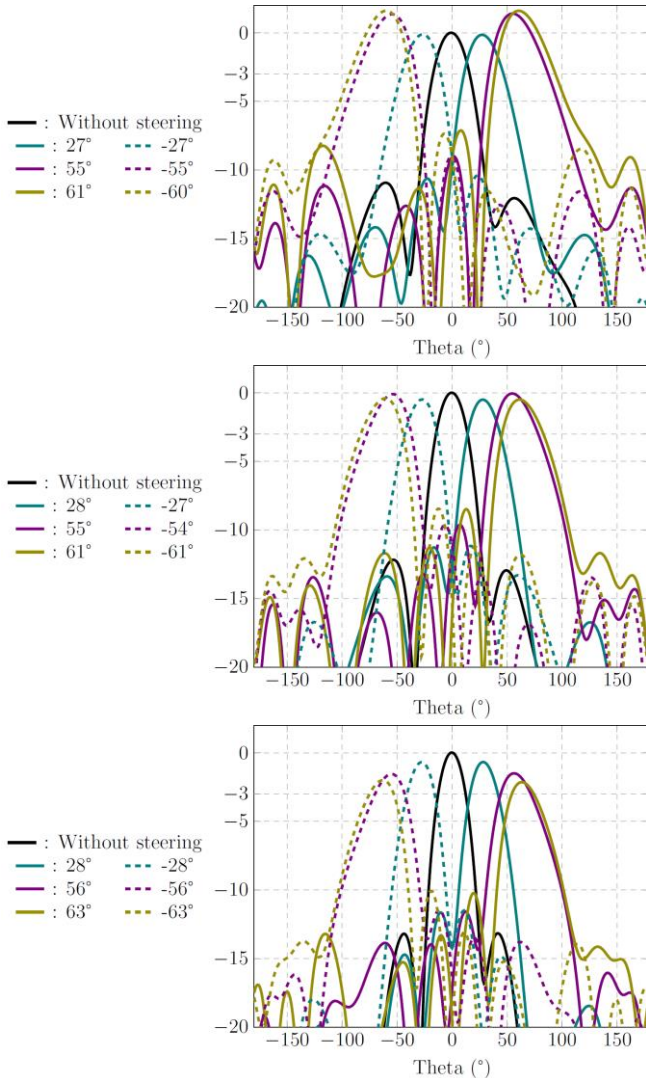 0
−3
−5
: Without steering
: 27° -27°
: 55° -55°
−10
: 61° -60°
−15
−20
−150 −100 −50 0 50 100 150
Theta (°)
0
−3
−5
: Without steering
: 28° -27°
: 55° -54°
−10
: 61° -61°
−15
−20
−150 −100 −50 0 50 100 150
Theta (°)
0
−3
−5
: Without steering
: 28° -28°
: 56° -56°
−10
: 63° -63°
−15
−20
−150 −100 −50 0 50 100 150
Theta (°)